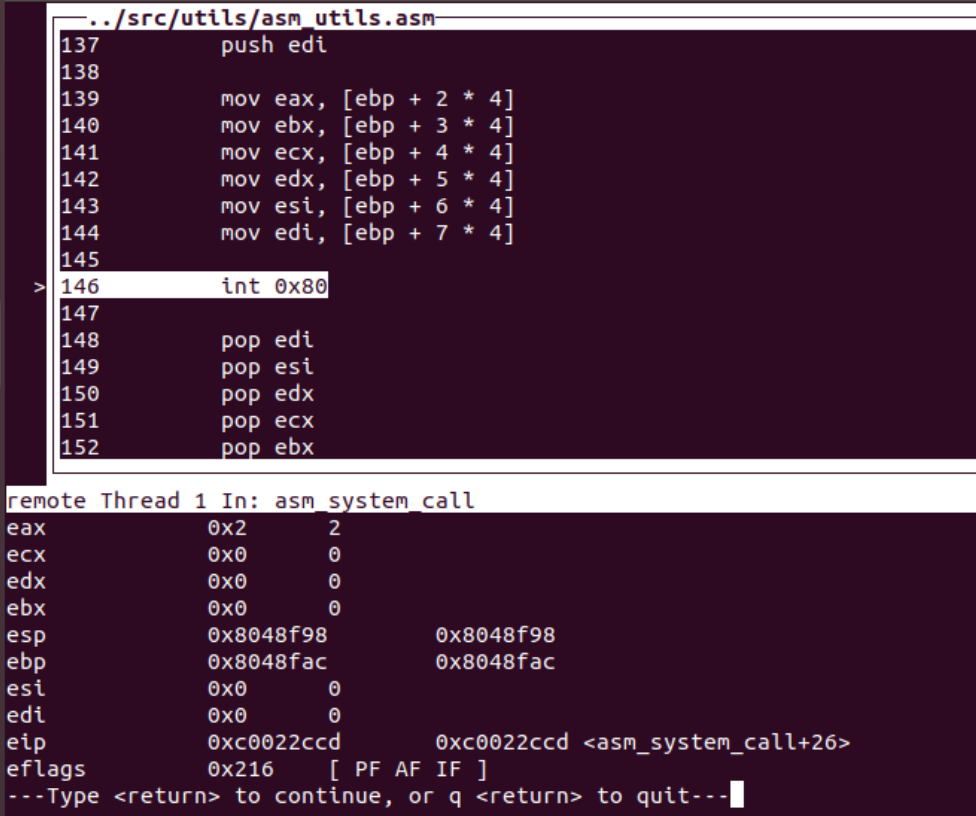 ../src/utils/asm_utils.asm
137 push edi
138
139 mov eax, [ebp + 2 * 4]
140 mov ebx, [ebp + 3 * 4]
141 mov ecx, [ebp + 4 * 4]
142 mov edx, [ebp + 5 * 4]
143 mov esi, [ebp + 6 * 4]
144 mov edi, [ebp + 7 * 4]
145
> 146 int 0x80
147
148 pop edi
149 pop esi
150 pop edx
151 pop ecx
152 pop ebx
remote Thread 1 In: asm_system_call
eax 0x2 2
ecx 0x0 0
edx 0x0 0
ebx 0x0 0
esp 0x8048f98 0x8048f98
ebp 0x8048fac 0x8048fac
esi 0x0 0
edi 0x0 0
eip 0xc0022ccd 0xc0022ccd <asm_system_call+26>
eflags 0x216 [ PF AF IF ]
---Type <return> to continue, or q <return> to quit---